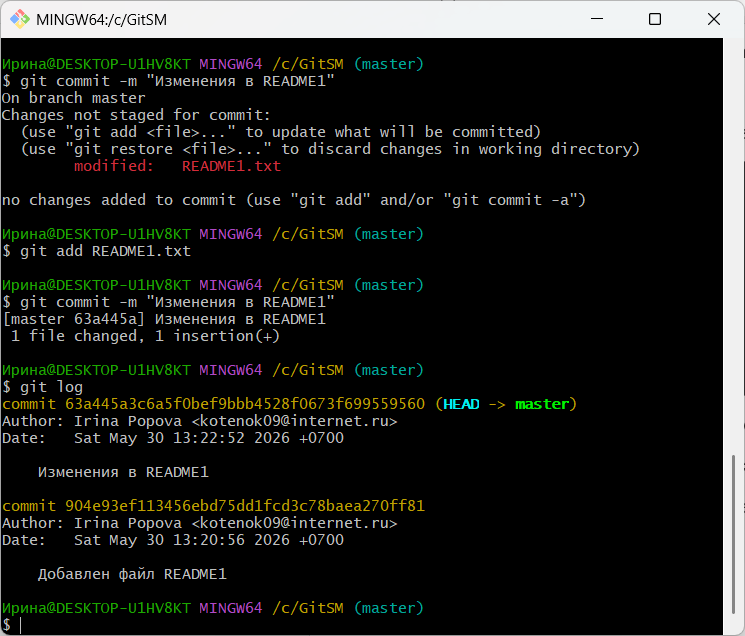 MINGW64:/c/GitSM
Ирина@DESKTOP-U1HV8KT MINGW64 /c/GitSM (master)
$ git commit -m "Изменения в README1"
On branch master
Changes not staged for commit:
  (use "git add <file>..." to update what will be committed)
  (use "git restore <file>..." to discard changes in working directory)
        modified:   README1.txt

no changes added to commit (use "git add" and/or "git commit -a")

Ирина@DESKTOP-U1HV8KT MINGW64 /c/GitSM (master)
$ git add README1.txt

Ирина@DESKTOP-U1HV8KT MINGW64 /c/GitSM (master)
$ git commit -m "Изменения в README1"
[master 63a445a] Изменения в README1
 1 file changed, 1 insertion(+)

Ирина@DESKTOP-U1HV8KT MINGW64 /c/GitSM (master)
$ git log
commit 63a445a3c6a5f0bef9bbb4528f0673f699559560 (HEAD -> master)
Author: Irina Popova <kotenok09@internet.ru>
Date:   Sat May 30 13:22:52 2026 +0700

    Изменения в README1

commit 904e93ef113456ebd75dd1fcd3c78baea270ff81
Author: Irina Popova <kotenok09@internet.ru>
Date:   Sat May 30 13:20:56 2026 +0700

    Добавлен файл README1

Ирина@DESKTOP-U1HV8KT MINGW64 /c/GitSM (master)
$